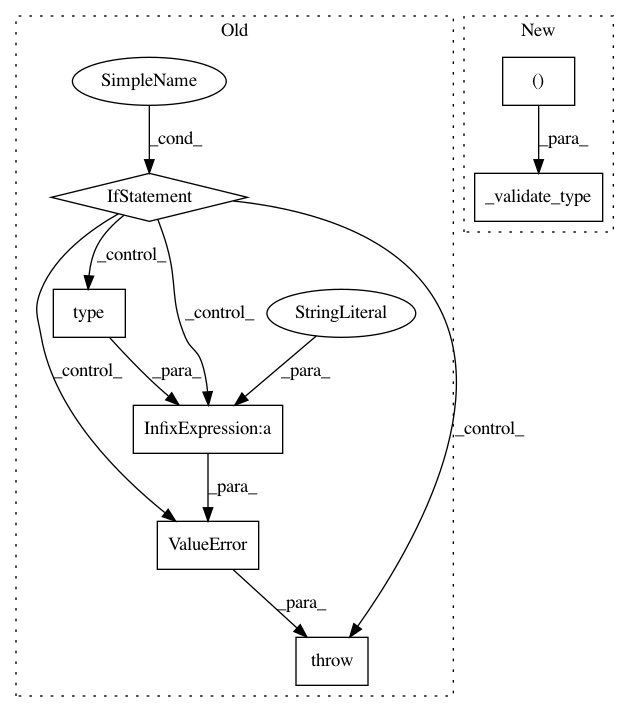 Old
New
SimpleName
()
_cond_
_para_
IfStatement
_validate_type
_control_
type
StringLiteral
_control_
_control_
_para_
_para_
InfixExpression:a
_control_
_para_
ValueError
_para_
throw